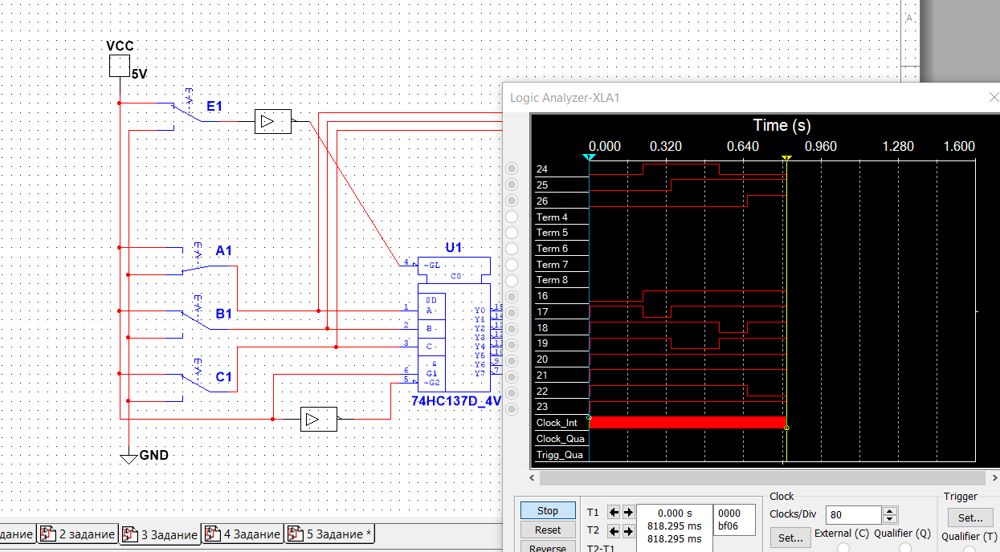 A
VCC
5V
E1
A1
B1
C1
U1
4
~GL
CS
SD
1
A
2
B
3
C
&
6
G1
5
~G2
Y0
15
Y1
14
Y2
13
Y3
12
Y4
11
Y5
10
Y6
9
Y7
7
74HC137D_4V
GND
Logic Analyzer-XLA1
Time (s)
0.000 0.320 0.640 0.960 1.280 1.600
24
25
26
Term 4
Term 5
Term 6
Term 7
Term 8
16
17
18
19
20
21
22
23
Clock_Int
Clock_Qua
Trigg_Qua
Stop
Reset
Reverse
T1
T2
T2-T1
0.000 s
818.295 ms
818.295 ms
0000
bf06
Clock
Clocks/Div
80
Set...
External (C)
Qualifier (Q)
Trigger
Set...
Qualifier (T)
дание
2 задание
3 Задание
4 Задание
5 Задание *